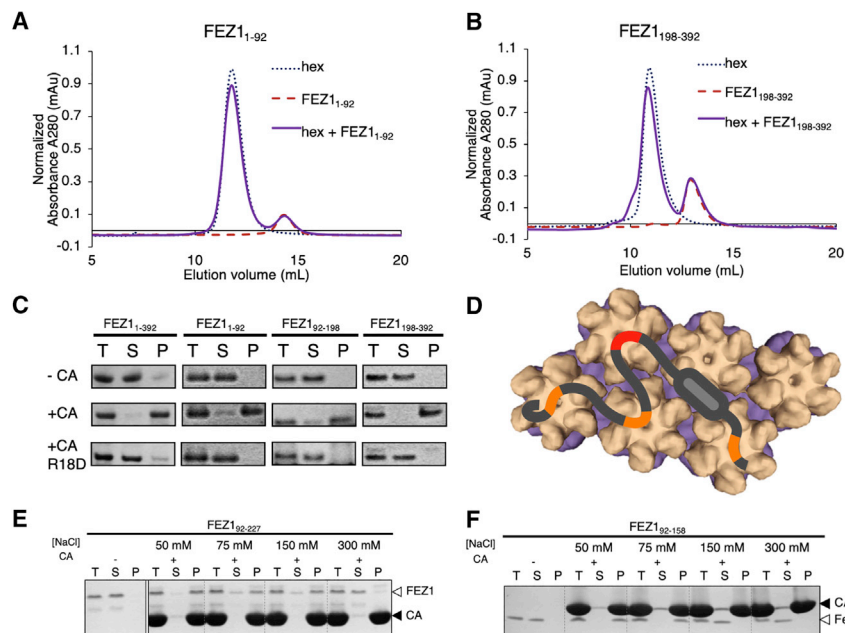 A
FEZ1₁₋₉₂
Normalized
Absorbance A280 (mAu)
1.1
0.9
0.7
0.5
0.3
0.1
-0.1
hex
FEZ1₁₋₉₂
hex + FEZ1₁₋₉₂
5 10 15 20
Elution volume (mL)
B
FEZ1₁₉₈₋₃₉₂
Normalized
Absorbance A280 (mAu)
1.1
0.9
0.7
0.5
0.3
0.1
-0.1
hex
FEZ1₁₉₈₋₃₉₂
hex + FEZ1₁₉₈₋₃₉₂
5 10 15 20
Elution volume (mL)
C
FEZ1₁₋₃₉₂ FEZ1₁₋₉₂ FEZ1₉₂₋₁₉₈ FEZ1₁₉₈₋₃₉₂
T S P T S P T S P T S P
- CA
+CA
+CA
R18D
D
E
FEZ1₉₂₋₂₂₇
[NaCl] 50 mM 75 mM 150 mM 300 mM
CA - + + + +
T S P T S P T S P T S P T S P
FEZ1
CA
F
FEZ1₉₂₋₁₅₈
[NaCl] 50 mM 75 mM 150 mM 300 mM
CA - + + + +
T S P T S P T S P T S P T S P